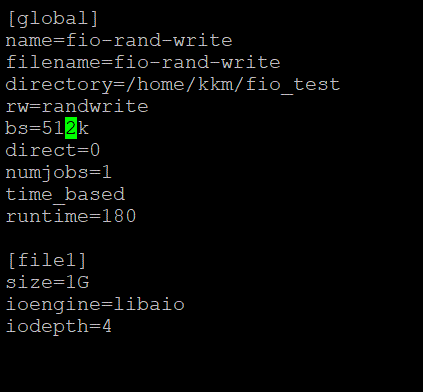 [global]
name=fio-rand-write
filename=fio-rand-write
directory=/home/kkm/fio_test
rw=randwrite
bs=512k
direct=0
numjobs=1
time_based
runtime=180
[file1]
size=1G
ioengine=libaio
iodepth=4